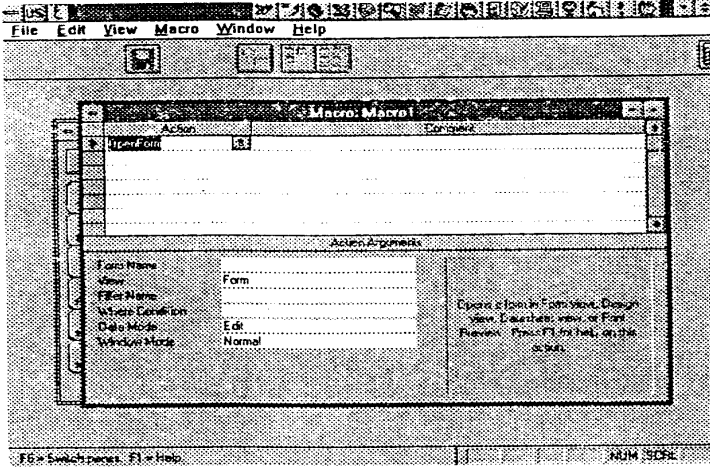 File Edit View Macro Window Help
Macro: Macro1
Action Comment
OpenForm
Action Arguments
Form Name
View Form
Filter Name
Where Condition
Data Mode Edit
Window Mode Normal
Opens a form in Form view, Design
view, Datasheet view, or Print
Preview. Press F1 for help on this
action.
F6 = Switch panes. F1 = Help.
NUM SCRL